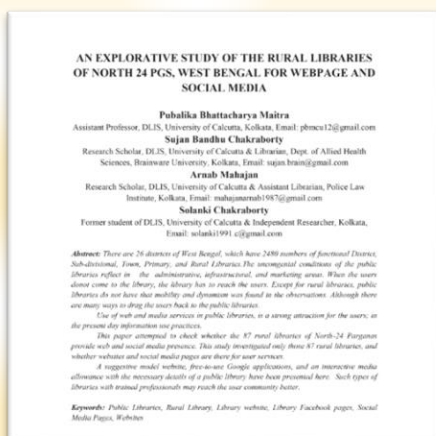 AN EXPLORATIVE STUDY OF THE RURAL LIBRARIES
OF NORTH 24 PGS, WEST BENGAL FOR WEBPAGE AND
SOCIAL MEDIA
Pubalika Bhattacharya Maitra
Assistant Professor, DLIS, University of Calcutta, Kolkata, Email: pbmcu12@gmail.com
Sujan Bandhu Chakraborty
Research Scholar, DLIS, University of Calcutta & Librarian, Dept. of Allied Health
Sciences, Brainware University, Kolkata, Email: sujan.brain@gmail.com
Arnab Mahajan
Research Scholar, DLIS, University of Calcutta & Assistant Librarian, Police Law
Institute, Kolkata, Email: mahajanarnab1987@gmail.com
Solanki Chakraborty
Former student of DLIS, University of Calcutta & Independent Researcher, Kolkata,
Email: solanki1991.c@gmail.com
Abstract: There are 26 districts of West Bengal, which have 2480 numbers of functional District,
Sub-divisional, Town, Primary, and Rural Libraries.The uncongenial conditions of the public
libraries reflect in the administrative, infrastructural, and marketing areas. When the users
donot come to the library, the library has to reach the users. Except for rural libraries, public
libraries do not have that mobility and dynamism was found in the observations. Although there
are many ways to drag the users back to the public libraries.
Use of web and media services in public libraries, is a strong attraction for the users; in
the present day information use practices.
This paper attempted to check whether the 87 rural libraries of North-24 Parganas
provide web and social media presence. This study investigated only those 87 rural libraries, and
whether websites and social media pages are there for user services.
A suggestive model website, free-to-use Google applications, and an interactive media
allowance with the necessary details of a public library have been presented here. Such types of
libraries with trained professionals may reach the user community better.
Keywords: Public Libraries, Rural Library, Library website, Library Facebook pages, Social
Media Pages, Websites